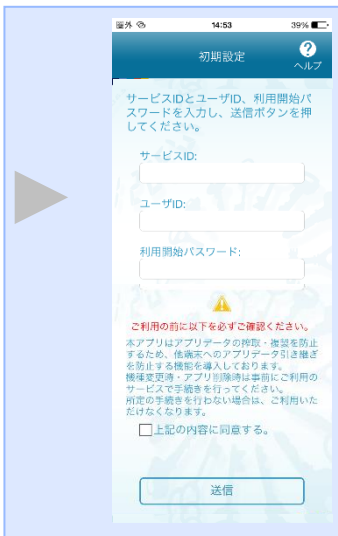 圏外 14:53 39%
初期設定
ヘルプ
サービスIDとユーザID、利用開始パ
スワードを入力し、送信ボタンを押
してください。
サービスID:
ユーザID:
利用開始パスワード:
ご利用の前に以下を必ずご確認ください。
本アプリはアプリデータの搾取・複製を防止
するため、他端末へのアプリデータ引き継ぎ
を防止する機能を導入しております。
機種変更時・アプリ削除時は事前にご利用の
サービスで手続きを行ってください。
所定の手続きを行わない場合は、ご利用いた
だけなくなります。
上記の内容に同意する。
送信